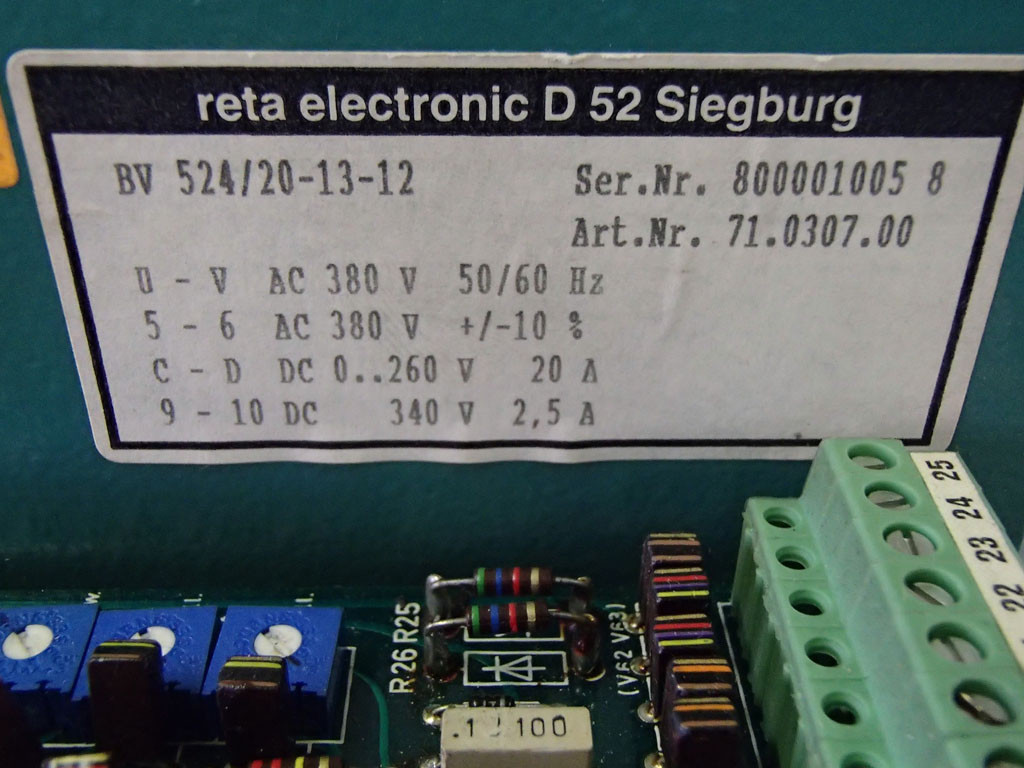 reta electronic D 52 Siegburg
BV 524/20-13-12 Ser.Nr. 800001005 8
Art.Nr. 71.0307.00
U - V AC 380 V 50/60 Hz
5 - 6 AC 380 V +/-10 %
C - D DC 0..260 V 20 A
9 - 10 DC 340 V 2,5 A
25
24
23
22
R26 R25
(V62 V63)
100